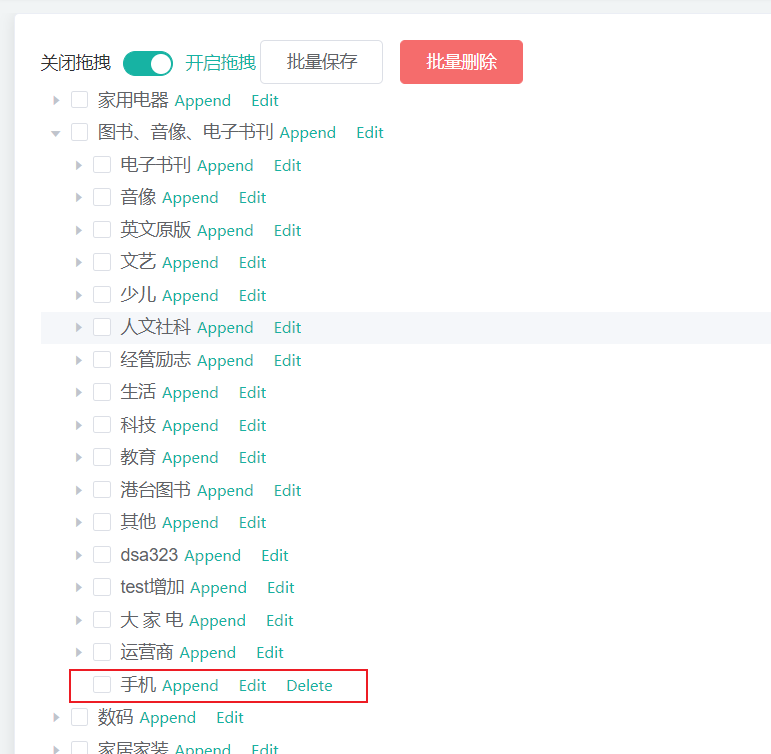 关闭拖拽 开启拖拽 批量保存 批量删除
家用电器 Append Edit
图书、音像、电子书刊 Append Edit
电子书刊 Append Edit
音像 Append Edit
英文原版 Append Edit
文艺 Append Edit
少儿 Append Edit
人文社科 Append Edit
经管励志 Append Edit
生活 Append Edit
科技 Append Edit
教育 Append Edit
港台图书 Append Edit
其他 Append Edit
dsa323 Append Edit
test增加 Append Edit
大 家 电 Append Edit
运营商 Append Edit
手机 Append Edit Delete
数码 Append Edit
家居家装 Append Edit